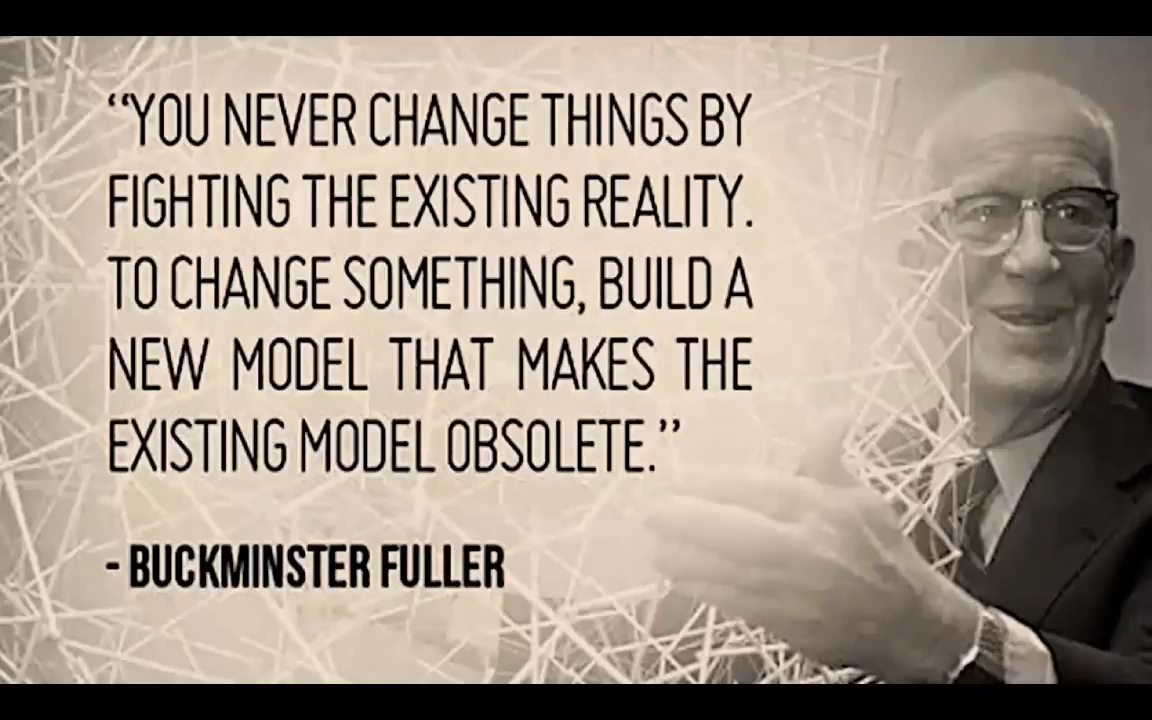 “YOU NEVER CHANGE THINGS BY
FIGHTING THE EXISTING REALITY.
TO CHANGE SOMETHING, BUILD A
NEW MODEL THAT MAKES THE
EXISTING MODEL OBSOLETE.”
- BUCKMINSTER FULLER